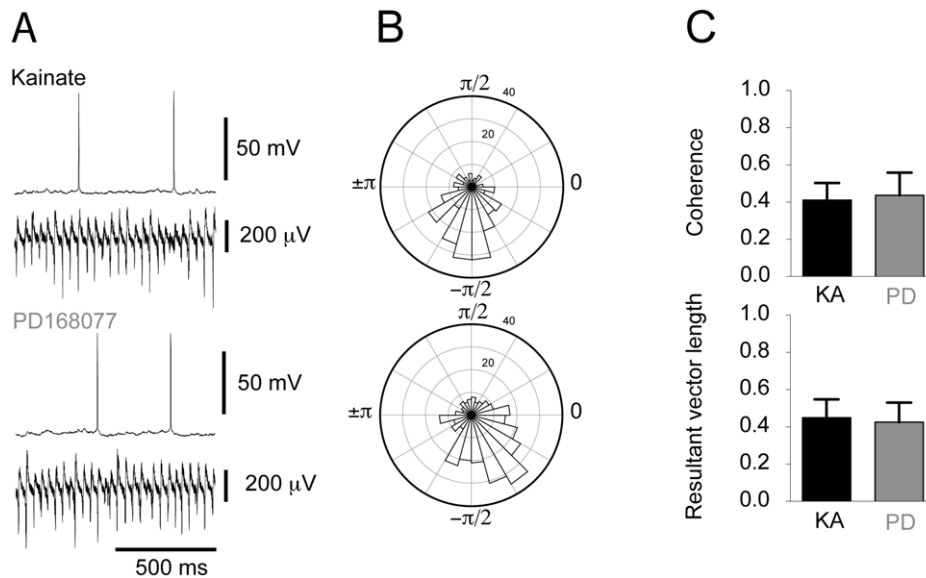 A
B
C
Kainate
50 mV
200 μV
PD168077
50 mV
200 μV
500 ms
π/2
40
20
±π
0
−π/2
π/2
40
20
±π
0
−π/2
Coherence
1.0
0.8
0.6
0.4
0.2
0.0
KA
PD
Resultant vector length
1.0
0.8
0.6
0.4
0.2
0.0
KA
PD